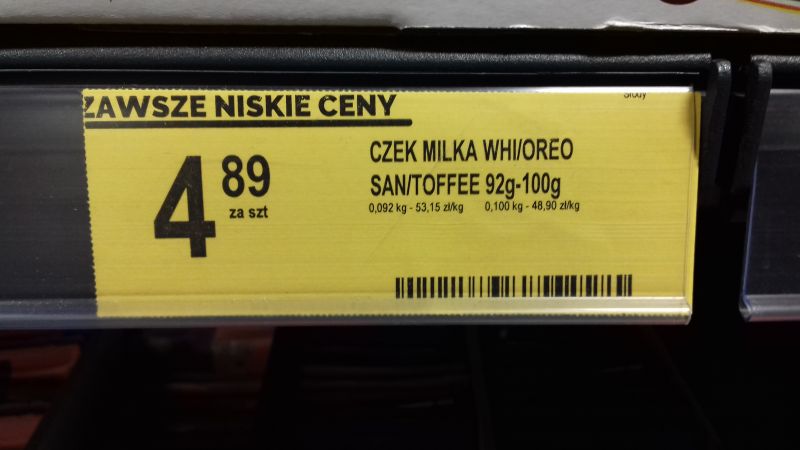 ZAWSZE NISKIE CENY
4 89
za szt
CZEK MILKA WHI/OREO
SAN/TOFFEE 92g-100g
0,092 kg - 53,15 zł/kg 0,100 kg - 48,90 zł/kg